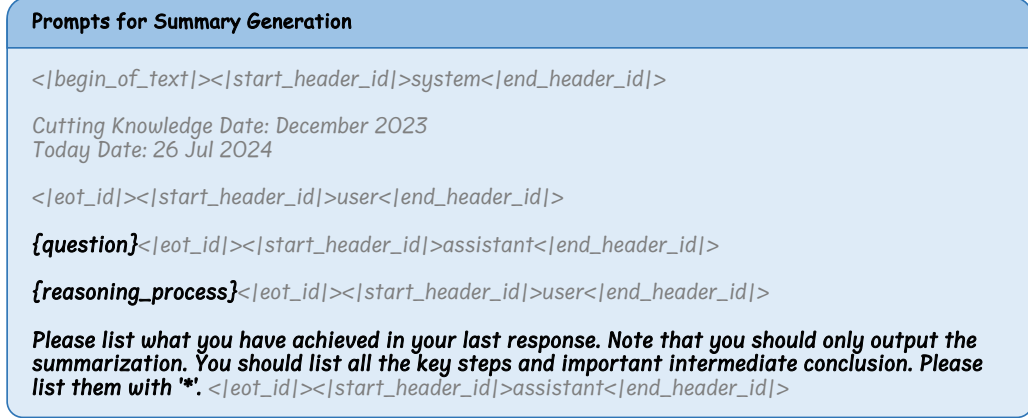 Prompts for Summary Generation
<|begin_of_text|><|start_header_id|>system<|end_header_id|>
Cutting Knowledge Date: December 2023
Today Date: 26 Jul 2024
<|eot_id|><|start_header_id|>user<|end_header_id|>
{question}<|eot_id|><|start_header_id|>assistant<|end_header_id|>
{reasoning_process}<|eot_id|><|start_header_id|>user<|end_header_id|>
Please list what you have achieved in your last response. Note that you should only output the
summarization. You should list all the key steps and important intermediate conclusion. Please
list them with '*'. <|eot_id|><|start_header_id|>assistant<|end_header_id|>